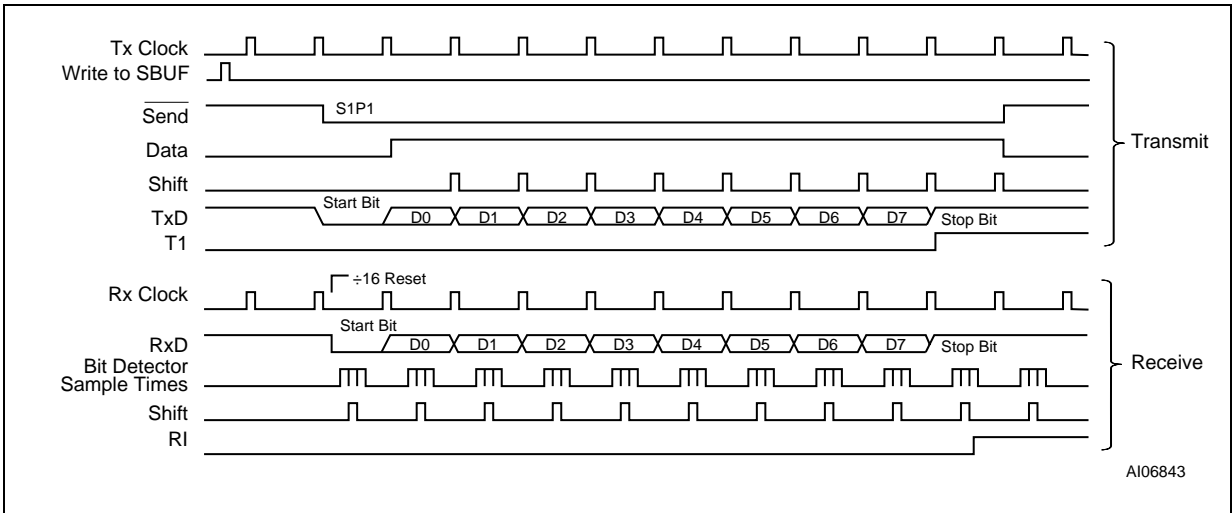 Tx Clock
Write to SBUF
Send
S1P1
Data
Transmit
Shift
TxD
Start Bit
D0 D1 D2 D3 D4 D5 D6 D7
Stop Bit
T1
÷16 Reset
Rx Clock
RxD
Start Bit
D0 D1 D2 D3 D4 D5 D6 D7
Stop Bit
Bit Detector
Sample Times
Receive
Shift
RI
AI06843